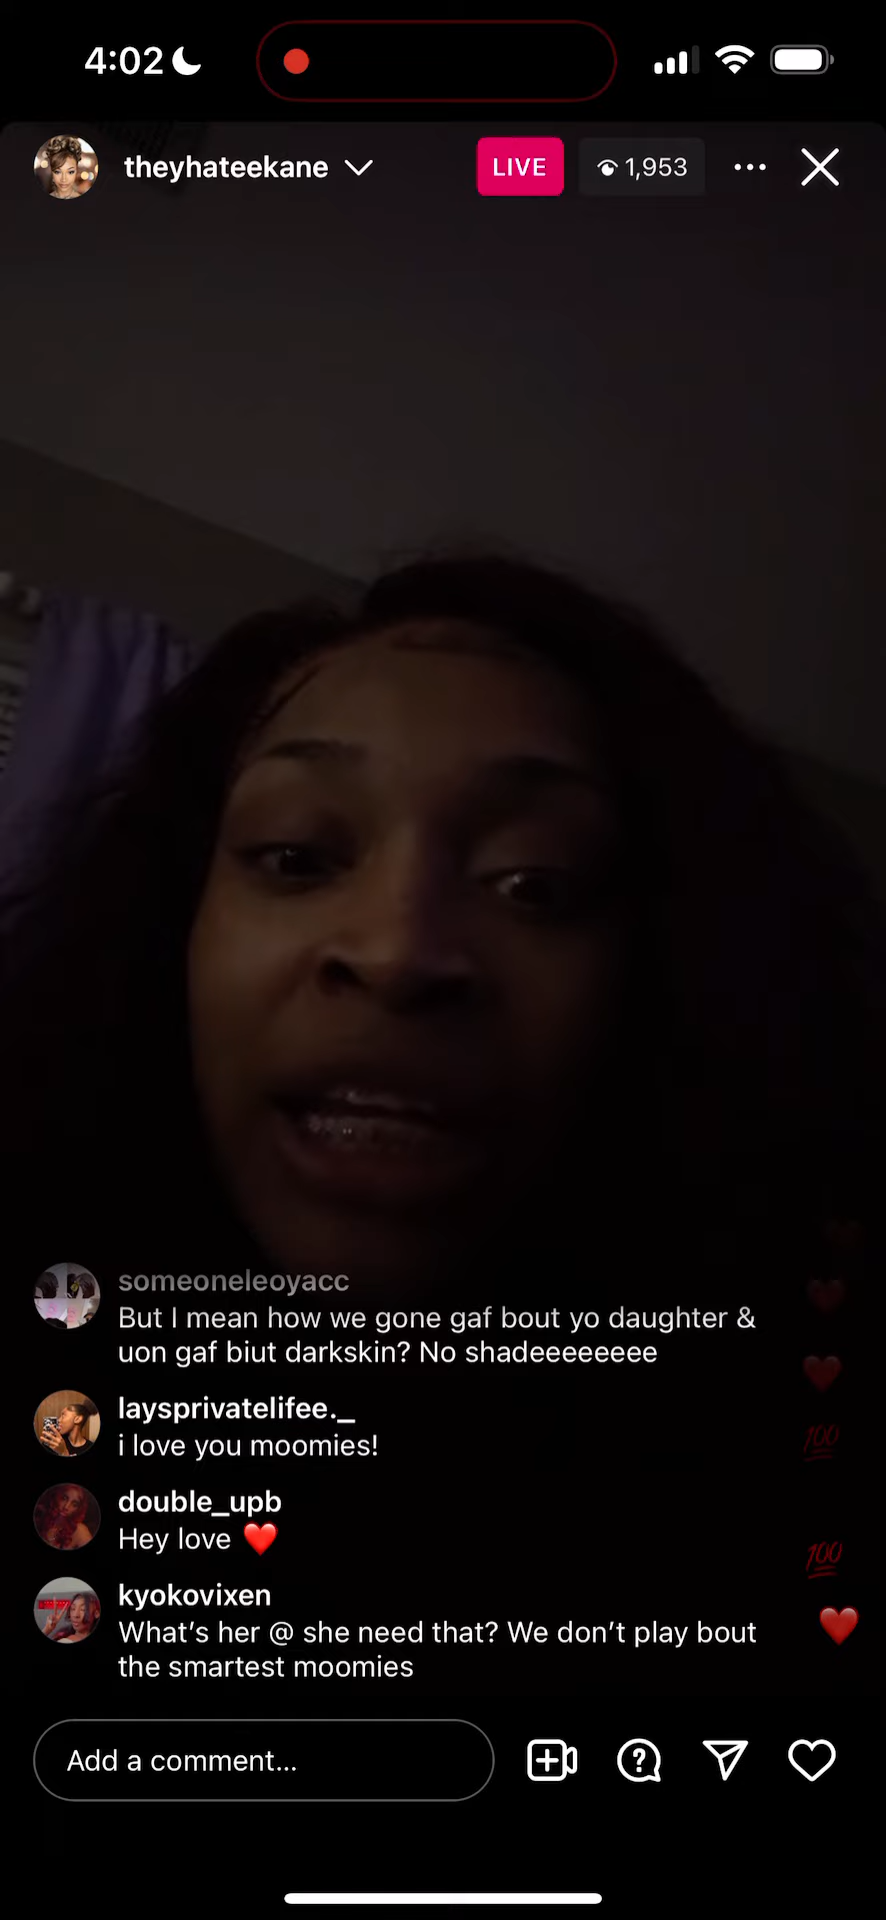 4:02
theyhateekane
LIVE
1,953
someoneleoyacc
But I mean how we gone gaf bout yo daughter &
uon gaf biut darkskin? No shadeeeeeeee
laysprivatelifee._
i love you moomies!
double_upb
Hey love ❤️
kyokovixen
What's her @ she need that? We don't play bout
the smartest moomies
💯
💯
Add a comment...